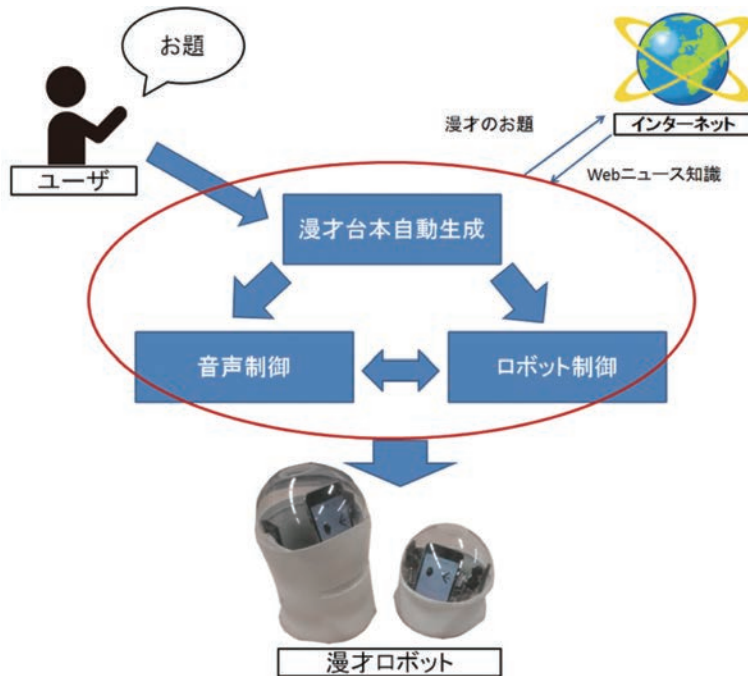 お題
ユーザ
漫才のお題
インターネット
Webニュース知識
漫才台本自動生成
音声制御
ロボット制御
漫才ロボット